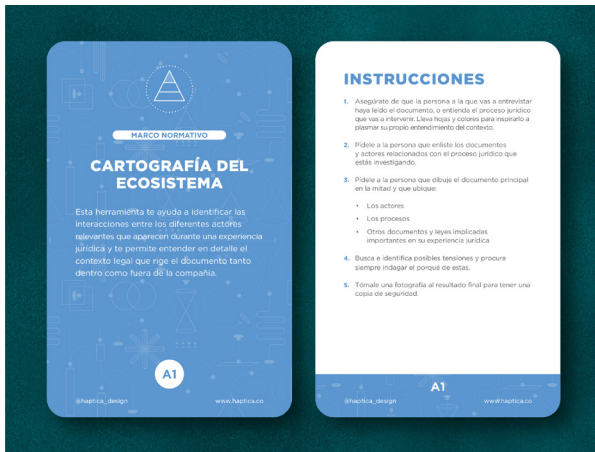 MARCO NORMATIVO
CARTOGRAFÍA DEL
ECOSISTEMA
Esta herramienta te ayuda a identificar las
interacciones entre los diferentes actores
relevantes que aparecen durante una experiencia
jurídica y te permite entender en detalle el
contexto legal que rige el documento tanto
dentro como fuera de la compañía.
A1
@haptica_design www.haptica.co
INSTRUCCIONES
1. Asegúrate de que la persona a la que vas a entrevistar
haya leído el documento, o entienda el proceso jurídico
que vas a intervenir. Lleva hojas y colores para inspirarlo a
plasmar su propio entendimiento del contexto.
2. Pídele a la persona que enliste los documentos
y actores relacionados con el proceso jurídico que
estás investigando.
3. Pídele a la persona que dibuje el documento principal
en la mitad y que ubique:
• Los actores
• Los procesos
• Otros documentos y leyes implicadas
importantes en su experiencia jurídica
4. Busca e identifica posibles tensiones y procura
siempre indagar el porqué de estas.
5. Tómale una fotografía al resultado final para tener una
copia de seguridad.
A1
@haptica_design www.haptica.co